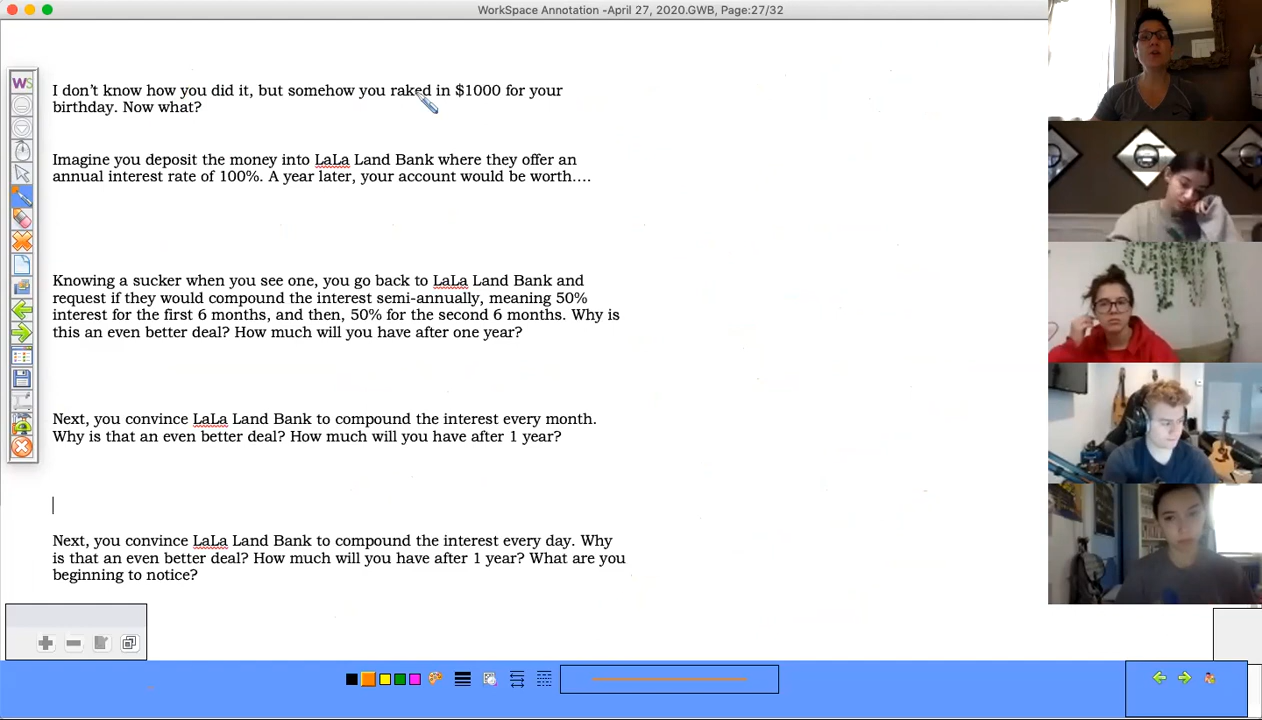 WorkSpace Annotation -April 27, 2020.GWB, Page:27/32
WS
I don't know how you did it, but somehow you raked in $1000 for your
birthday. Now what?
Imagine you deposit the money into LaLa Land Bank where they offer an
annual interest rate of 100%. A year later, your account would be worth….
Knowing a sucker when you see one, you go back to LaLa Land Bank and
request if they would compound the interest semi-annually, meaning 50%
interest for the first 6 months, and then, 50% for the second 6 months. Why is
this an even better deal? How much will you have after one year?
Next, you convince LaLa Land Bank to compound the interest every month.
Why is that an even better deal? How much will you have after 1 year?
Next, you convince LaLa Land Bank to compound the interest every day. Why
is that an even better deal? How much will you have after 1 year? What are you
beginning to notice?